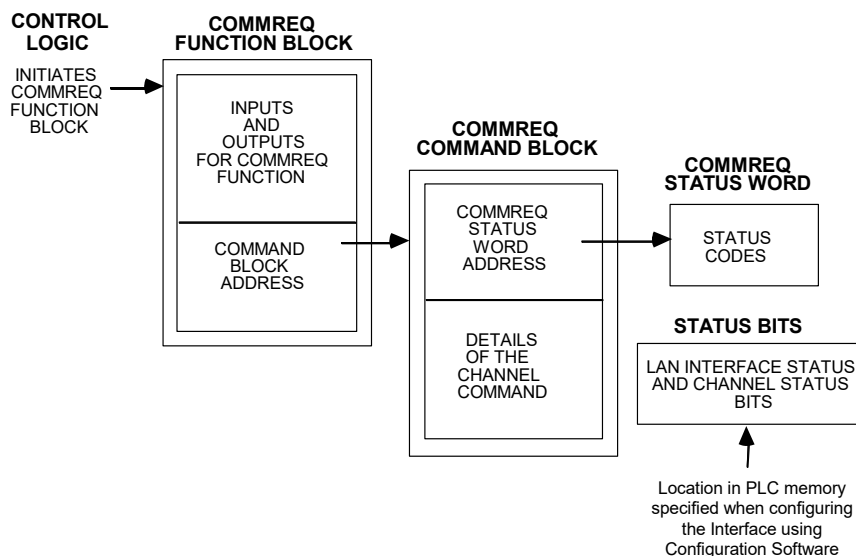 CONTROL
LOGIC
INITIATES
COMMREQ
FUNCTION
BLOCK
COMMREQ
FUNCTION BLOCK
INPUTS
AND
OUTPUTS
FOR COMMREQ
FUNCTION
COMMAND
BLOCK
ADDRESS
COMMREQ
COMMAND BLOCK
COMMREQ
STATUS
WORD
ADDRESS
DETAILS
OF THE
CHANNEL
COMMAND
COMMREQ
STATUS WORD
STATUS
CODES
STATUS BITS
LAN INTERFACE STATUS
AND CHANNEL STATUS
BITS
Location in PLC memory
specified when configuring
the Interface using
Configuration Software